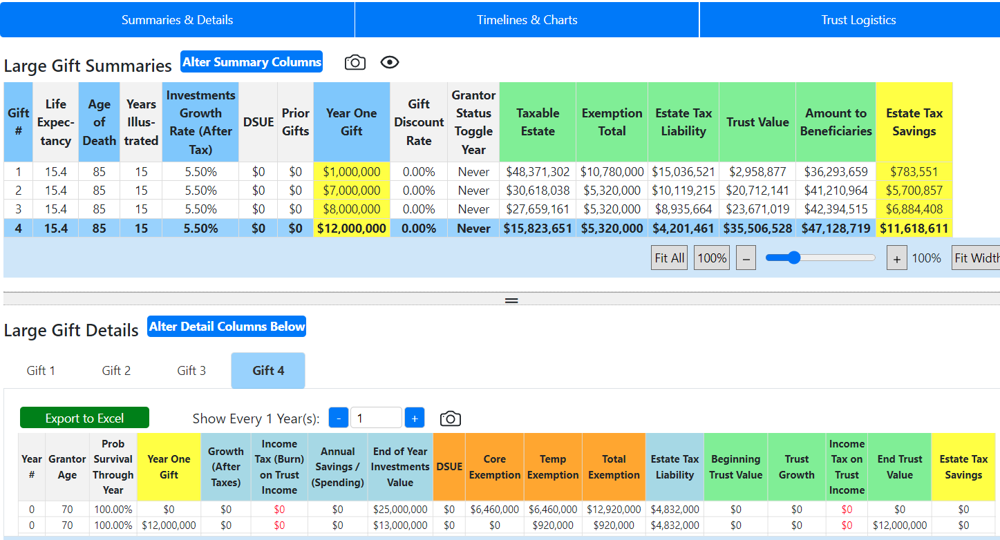 Summaries & Details Timelines & Charts Trust Logistics
Large Gift Summaries Alter Summary Columns
Gift # Life Expec- tancy Age of Death Years Illus- trated Investments Growth Rate (After Tax) DSUE Prior Gifts Year One Gift Gift Discount Rate Grantor Status Toggle Year Taxable Estate Exemption Total Estate Tax Liability Trust Value Amount to Beneficiaries Estate Tax Savings
1 15.4 85 15 5.50% $0 $0 $1,000,000 0.00% Never $48,371,302 $10,780,000 $15,036,521 $2,958,877 $36,293,659 $783,551
2 15.4 85 15 5.50% $0 $0 $7,000,000 0.00% Never $30,618,038 $5,320,000 $10,119,215 $20,712,141 $41,210,964 $5,700,857
3 15.4 85 15 5.50% $0 $0 $8,000,000 0.00% Never $27,659,161 $5,320,000 $8,935,664 $23,671,019 $42,394,515 $6,884,408
4 15.4 85 15 5.50% $0 $0 $12,000,000 0.00% Never $15,823,651 $5,320,000 $4,201,461 $35,506,528 $47,128,719 $11,618,611
Fit All 100% – + 100% Fit Width
Large Gift Details Alter Detail Columns Below
Gift 1 Gift 2 Gift 3 Gift 4
Export to Excel Show Every 1 Year(s): - 1 +
Year # Grantor Age Prob Survival Through Year Year One Gift Growth (After Taxes) Income Tax (Burn) on Trust Income Annual Savings / (Spending) End of Year Investments Value DSUE Core Exemption Temp Exemption Total Exemption Estate Tax Liability Beginning Trust Value Trust Growth Income Tax on Trust Income End Trust Value Estate Tax Savings
0 70 100.00% $0 $0 $0 $0 $25,000,000 $0 $6,460,000 $6,460,000 $12,920,000 $4,832,000 $0 $0 $0 $0 $0
0 70 100.00% $12,000,000 $0 $0 $0 $13,000,000 $0 $0 $920,000 $920,000 $4,832,000 $0 $0 $0 $12,000,000 $0